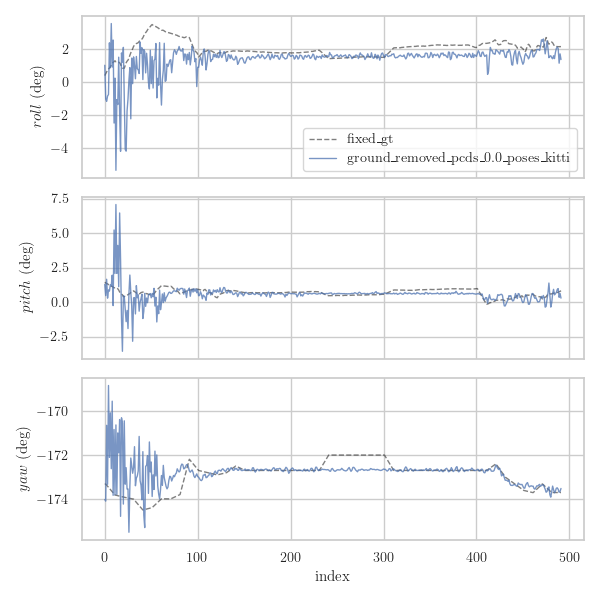 2
0
−2
−4
roll (deg)
fixed_gt
ground_removed_pcds_0.0_poses_kitti
7.5
5.0
2.5
0.0
−2.5
pitch (deg)
−170
−172
−174
yaw (deg)
0 100 200 300 400 500
index